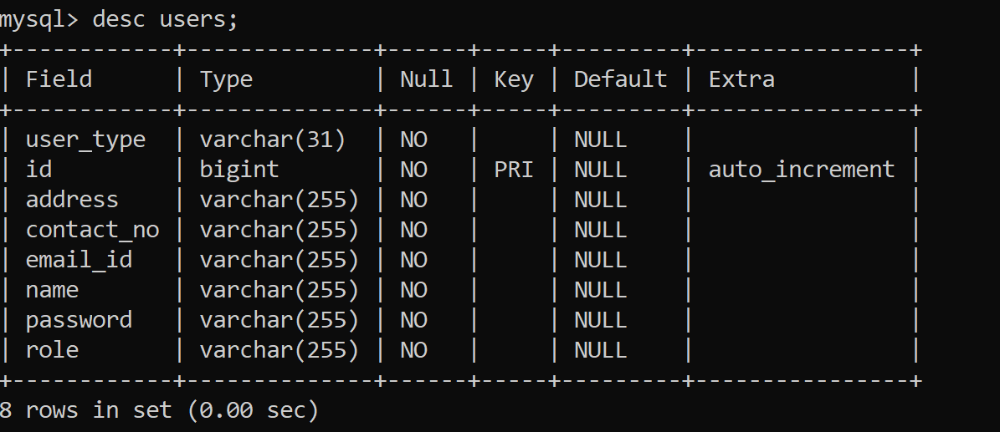 mysql> desc users;
+------------+--------------+------+-----+---------+----------------+
| Field      | Type         | Null | Key | Default | Extra          |
+------------+--------------+------+-----+---------+----------------+
| user_type  | varchar(31)  | NO   |     | NULL    |                |
| id         | bigint       | NO   | PRI | NULL    | auto_increment |
| address    | varchar(255) | NO   |     | NULL    |                |
| contact_no | varchar(255) | NO   |     | NULL    |                |
| email_id   | varchar(255) | NO   |     | NULL    |                |
| name       | varchar(255) | NO   |     | NULL    |                |
| password   | varchar(255) | NO   |     | NULL    |                |
| role       | varchar(255) | NO   |     | NULL    |                |
+------------+--------------+------+-----+---------+----------------+
8 rows in set (0.00 sec)